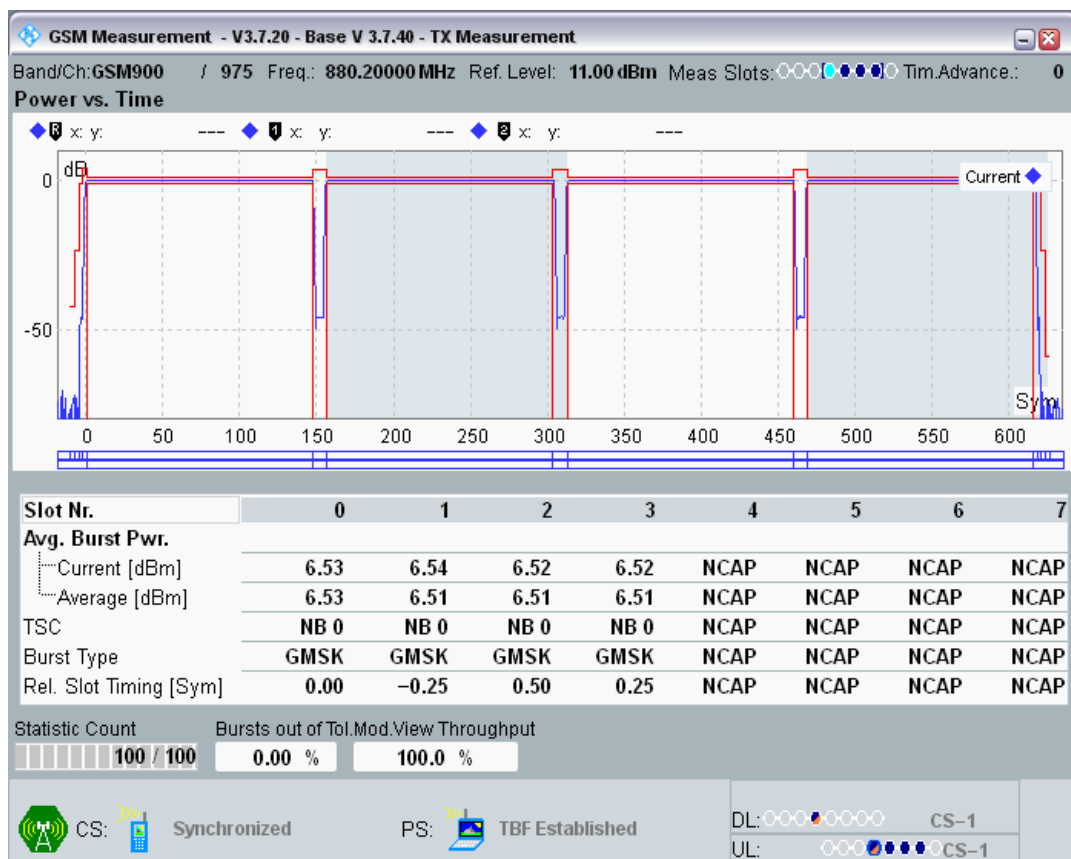 GSM Measurement - V3.7.20 - Base V 3.7.40 - TX Measurement
Band/Ch:GSM900 / 975 Freq.: 880.20000 MHz Ref. Level: 11.00 dBm Meas Slots: Tim.Advance.: 0
Power vs. Time
R x: y: --- 1 x: y: --- 2 x: y: ---
dB
0
Current
-50
Sym
0 50 100 150 200 250 300 350 400 450 500 550 600
Slot Nr. 0 1 2 3 4 5 6 7
Avg. Burst Pwr.
Current [dBm] 6.53 6.54 6.52 6.52 NCAP NCAP NCAP NCAP
Average [dBm] 6.53 6.51 6.51 6.51 NCAP NCAP NCAP NCAP
TSC NB 0 NB 0 NB 0 NB 0 NCAP NCAP NCAP NCAP
Burst Type GMSK GMSK GMSK GMSK NCAP NCAP NCAP NCAP
Rel. Slot Timing [Sym] 0.00 −0.25 0.50 0.25 NCAP NCAP NCAP NCAP
Statistic Count Bursts out of Tol.Mod.View Throughput
100 / 100 0.00 % 100.0 %
CS: Synchronized PS: TBF Established DL: CS−1
UL: CS−1